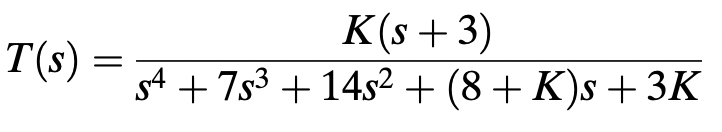 T(s) = K(s + 3) / (s⁴ + 7s³ + 14s² + (8 + K)s + 3K)